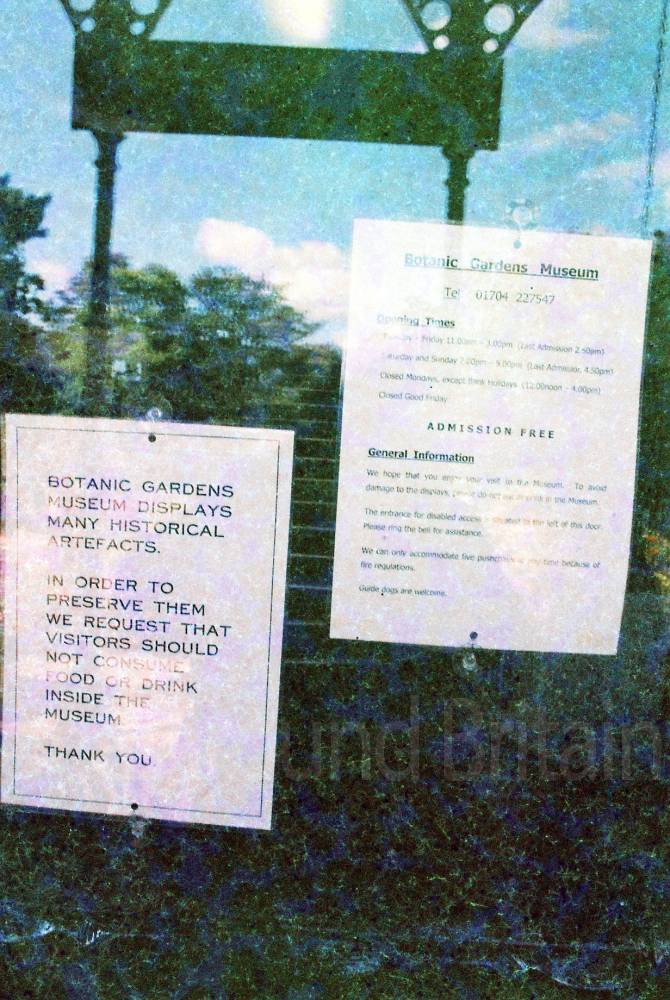 Botanic Gardens Museum
Tel 01704 227547
Opening Times
- Friday 11.00am - 3.00pm (Last Admission 2.50pm)
and Sunday 2.00pm - 5.00pm (Last Admission 4.50pm)
Closed Mondays, except Holidays (12.00noon - 4.00pm)
Closed Good Friday
ADMISSION FREE
General Information
We hope that you enjoy your visit in the Museum. To avoid
damage to the displays, please do not eat or drink in the Museum.
The entrance for disabled access is situated to the left of this door.
Please ring the bell for assistance.
We can only accommodate five pushchairs at any time because of
fire regulations.
Guide dogs are welcome.
BOTANIC GARDENS
MUSEUM DISPLAYS
MANY HISTORICAL
ARTEFACTS.
IN ORDER TO
PRESERVE THEM
WE REQUEST THAT
VISITORS SHOULD
NOT CONSUME
FOOD OR DRINK
INSIDE THE
MUSEUM
THANK YOU.
und Britain